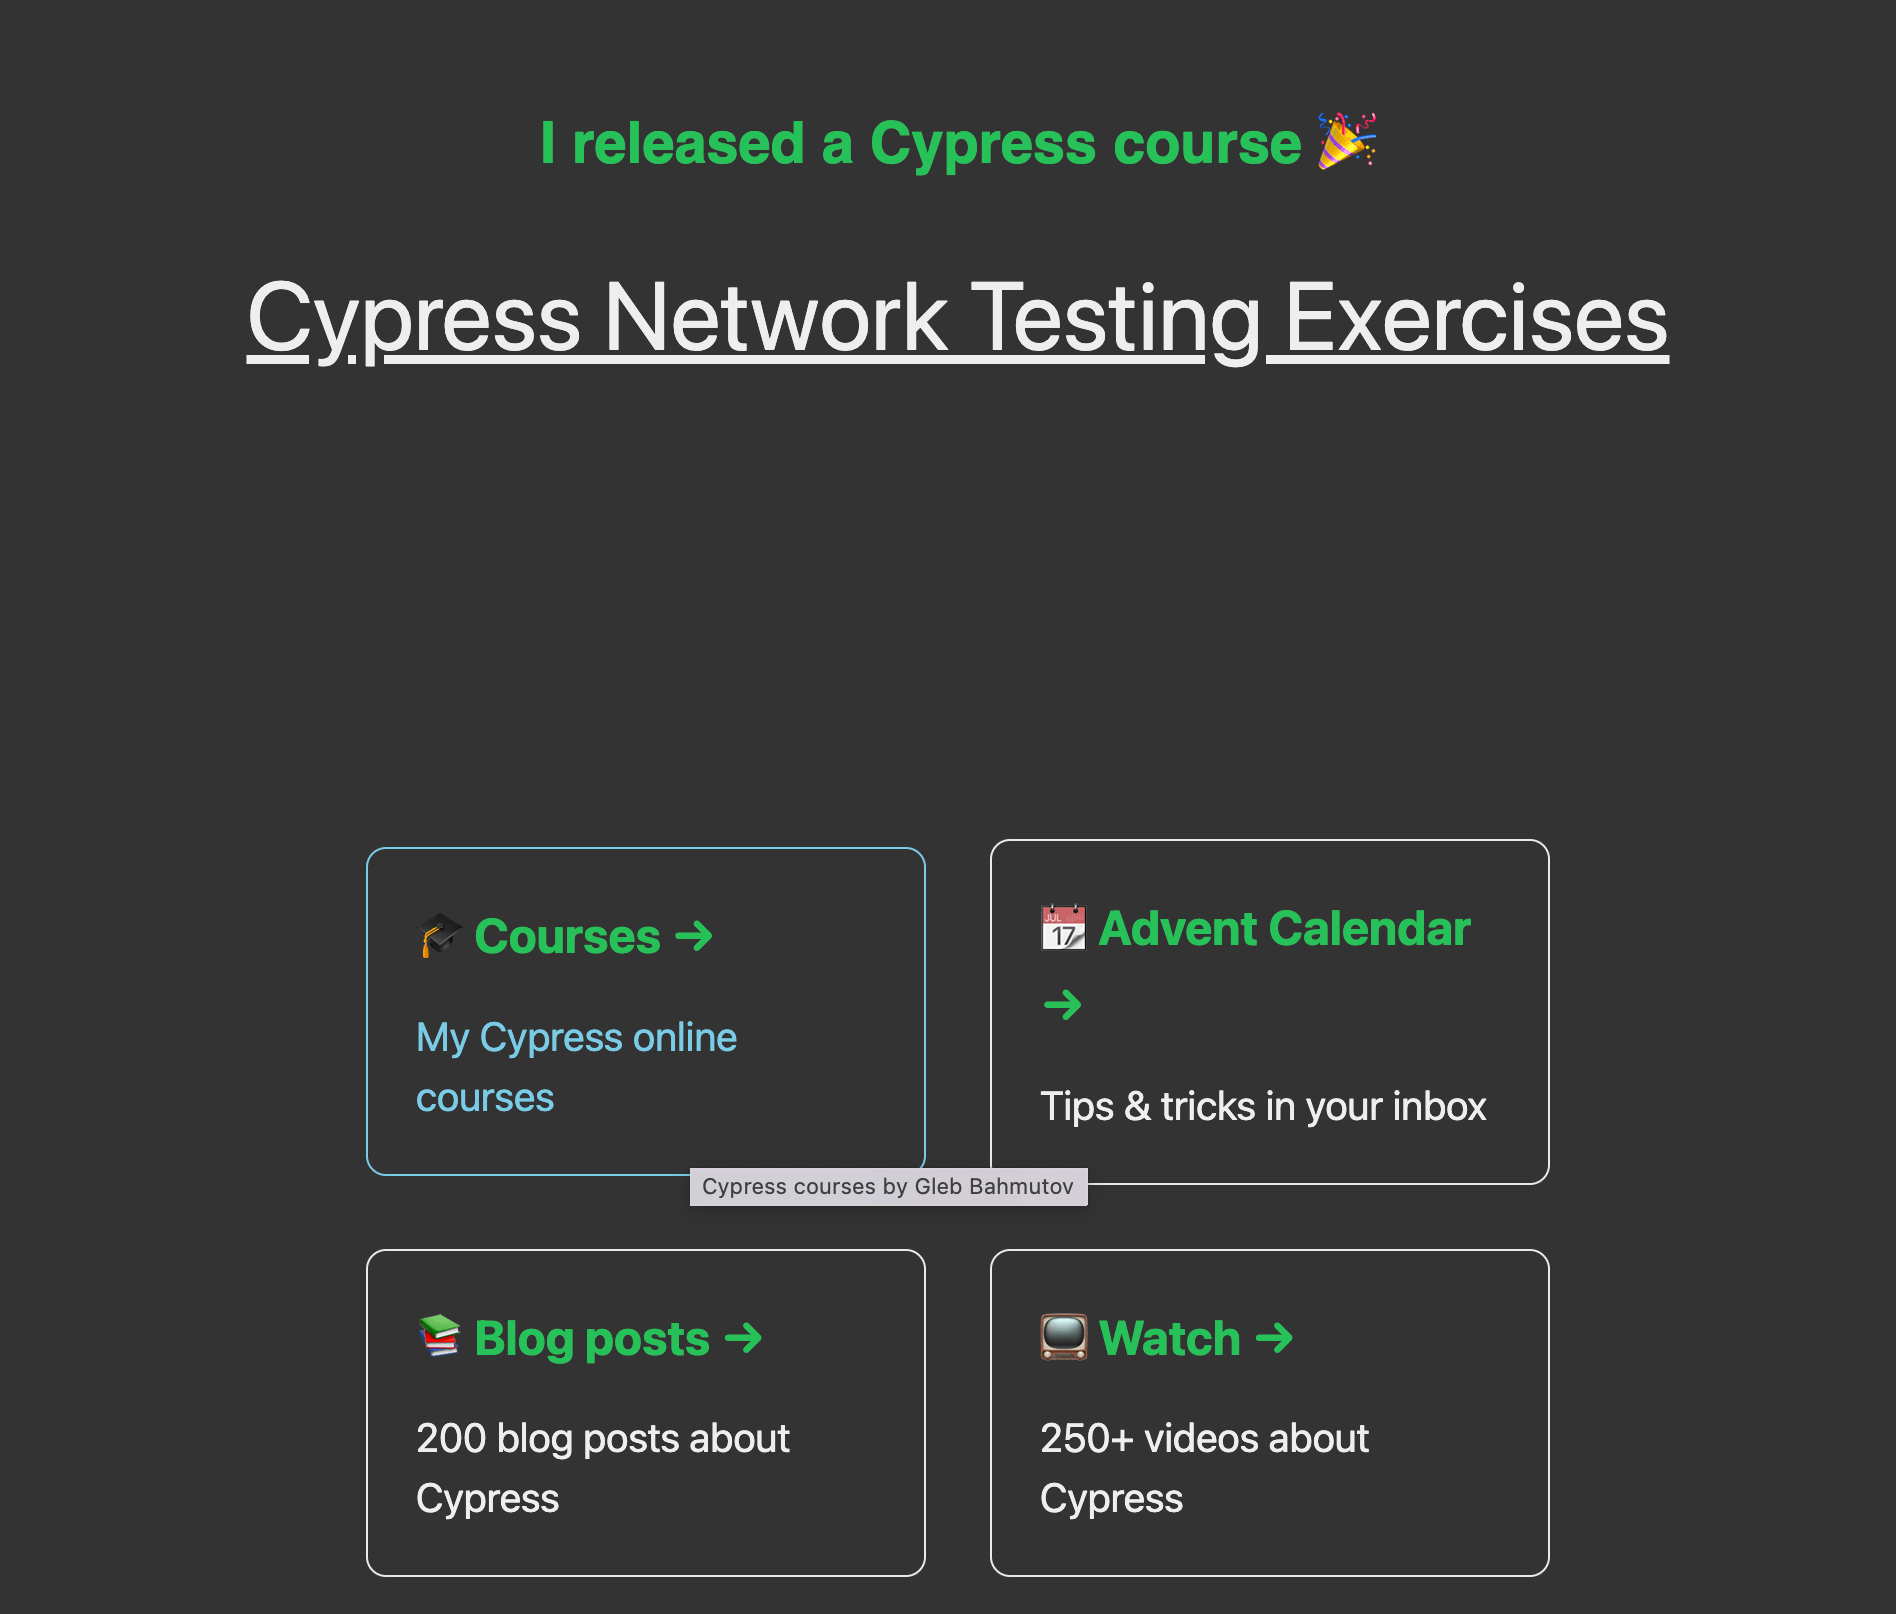 I released a Cypress course 🎉
Cypress Network Testing Exercises
🎓 Courses →
My Cypress online
courses
📆 Advent Calendar
→
Tips & tricks in your inbox
Cypress courses by Gleb Bahmutov
📚 Blog posts →
200 blog posts about
Cypress
📺 Watch →
250+ videos about
Cypress